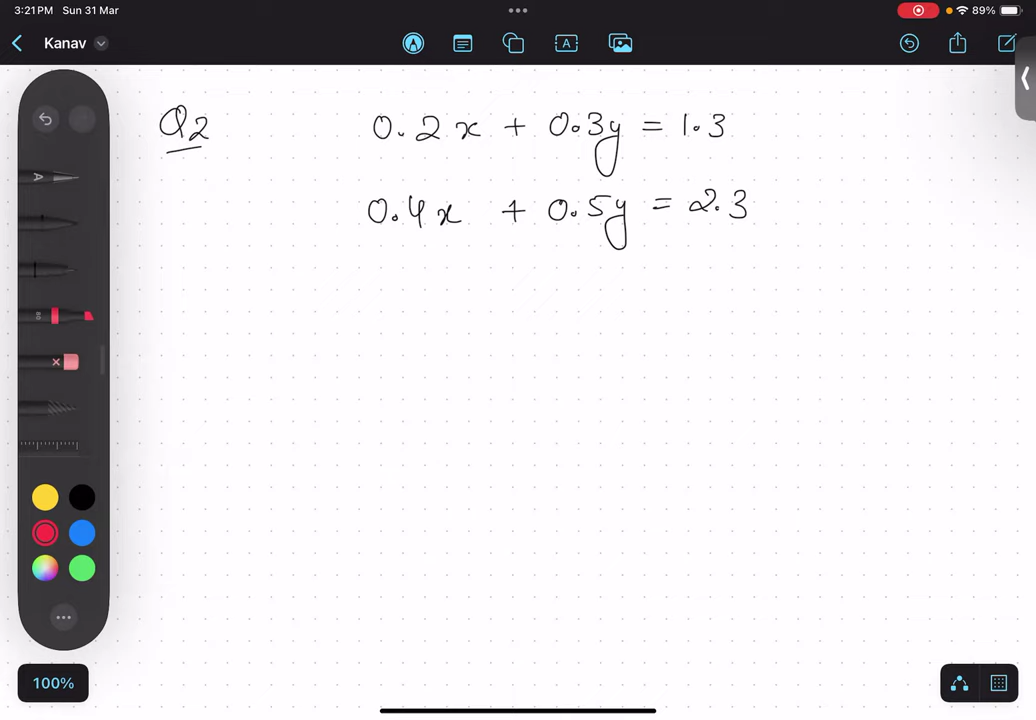 3:21 PM Sun 31 Mar
89%
Kanav
A
Q2
0.2x + 0.3y = 1.3
0.4x + 0.5y = 2.3
A
80
100%